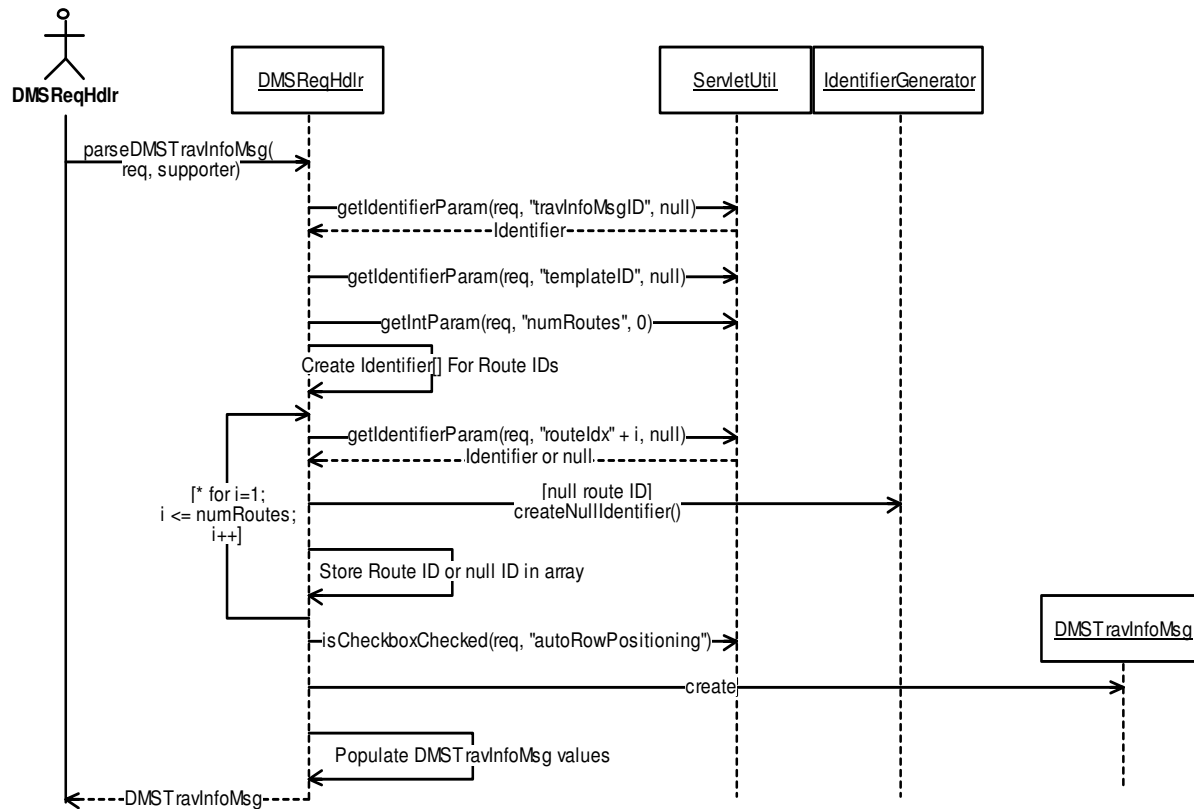 DMSReqHdlr
DMSReqHdlr
ServletUtil
IdentifierGenerator
parseDMSTravInfoMsg(
req, supporter)
getIdentifierParam(req, "travInfoMsgID", null)
Identifier
getIdentifierParam(req, "templateID", null)
getIntParam(req, "numRoutes", 0)
Create Identifier[] For Route IDs
getIdentifierParam(req, "routeIdx" + i, null)
Identifier or null
[* for i=1;
i <= numRoutes;
i++]
[null route ID]
createNullIdentifier()
Store Route ID or null ID in array
isCheckboxChecked(req, "autoRowPositioning")
DMSTravInfoMsg
create
Populate DMSTravInfoMsg values
DMSTravInfoMsg